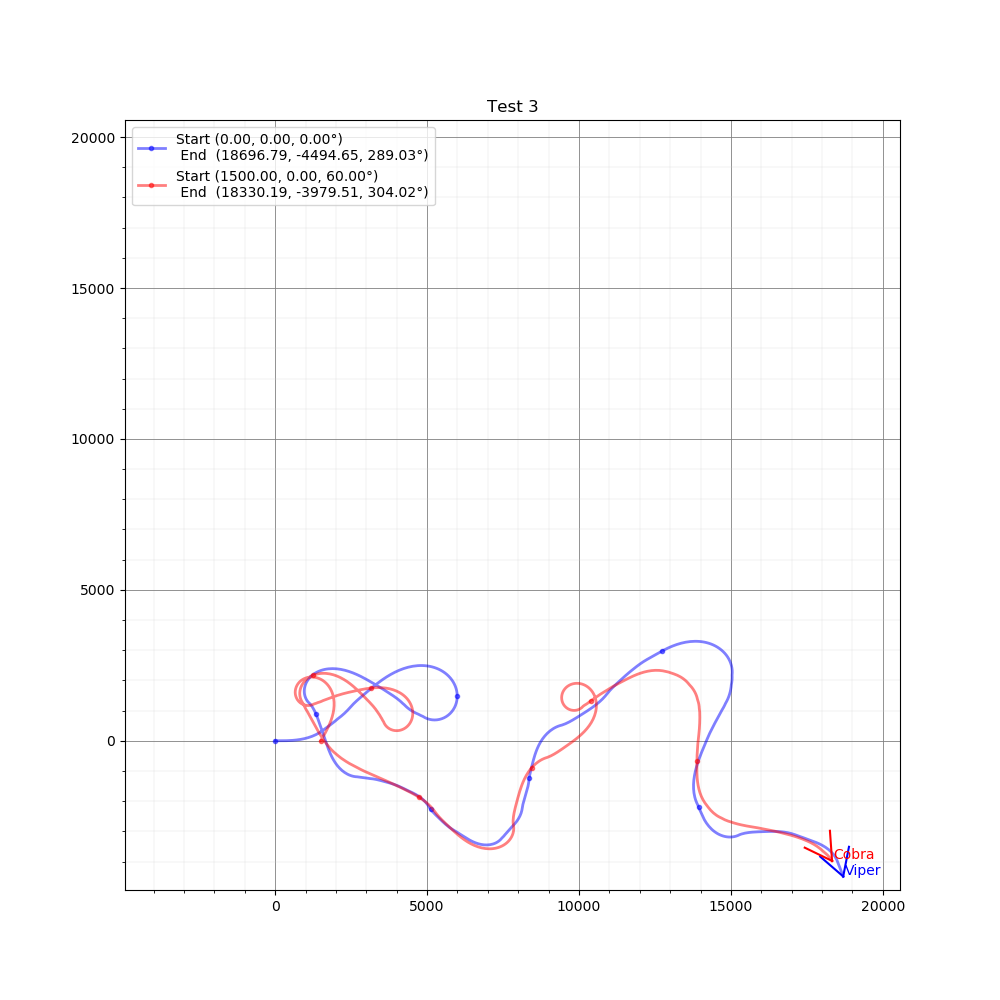 Test 3
Start (0.00, 0.00, 0.00°)
End (18696.79, -4494.65, 289.03°)
Start (1500.00, 0.00, 60.00°)
End (18330.19, -3979.51, 304.02°)
20000
15000
10000
5000
0
Cobra
Viper
0
5000
10000
15000
20000